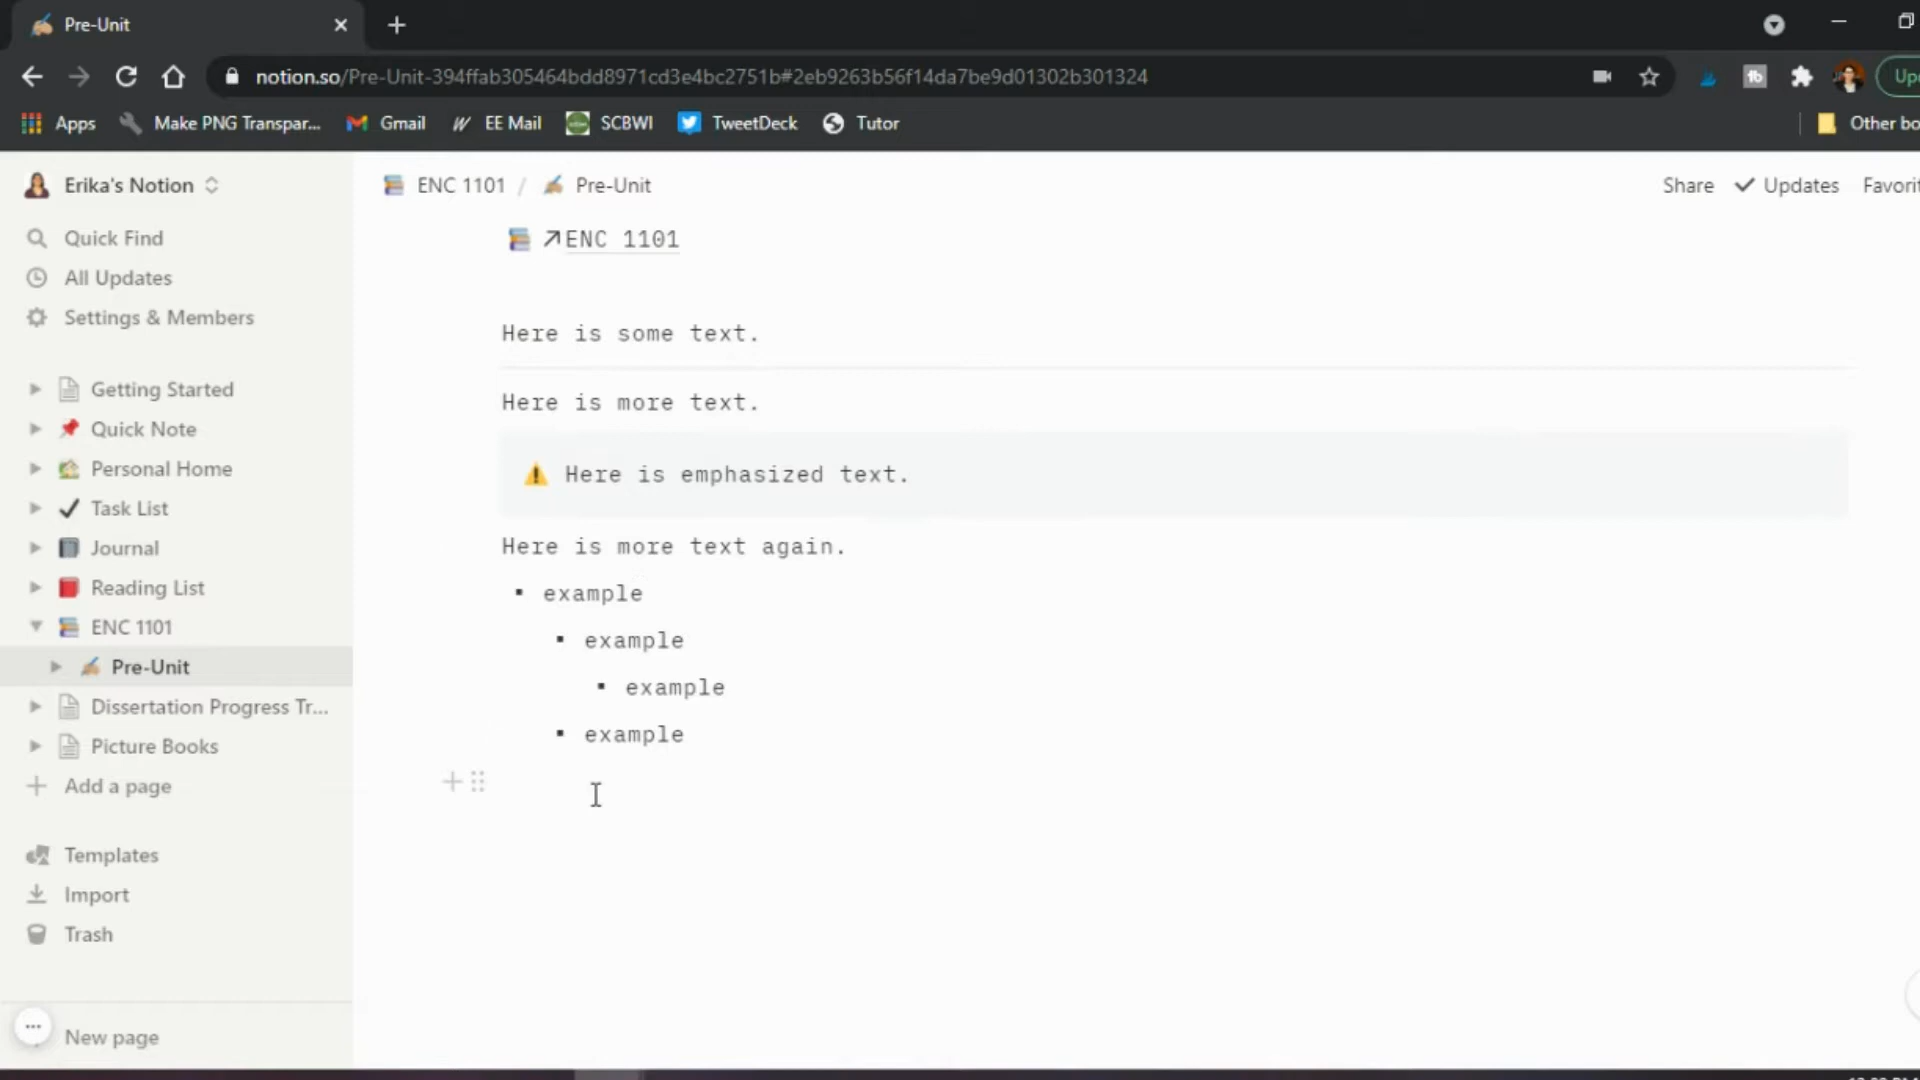 Pre-Unit
notion.so/Pre-Unit-394ffab305464bdd8971cd3e4bc2751b#2eb9263b56f14da7be9d01302b301324
Apps
Make PNG Transpar...
Gmail
EE Mail
SCBWI
TweetDeck
Tutor
Other bo
Erika's Notion
ENC 1101 / Pre-Unit
Share
Updates
Favorit
Quick Find
All Updates
Settings & Members
Getting Started
Quick Note
Personal Home
Task List
Journal
Reading List
ENC 1101
Pre-Unit
Dissertation Progress Tr...
Picture Books
Add a page
Templates
Import
Trash
New page
ENC 1101
Here is some text.
Here is more text.
Here is emphasized text.
Here is more text again.
example
example
example
example